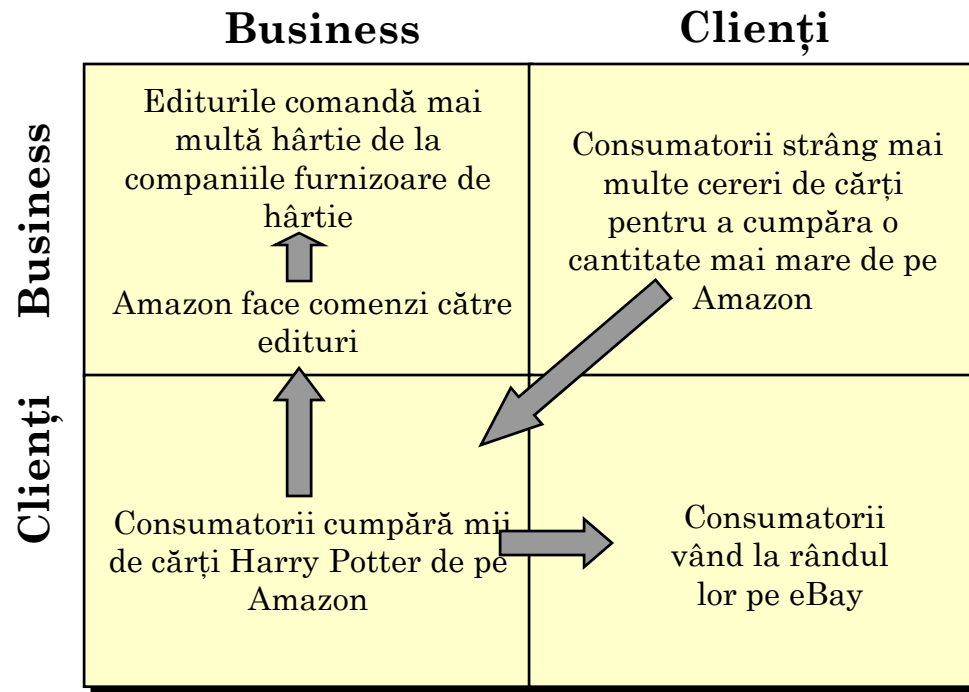 Business
Clienți
Business
Editurile comandă mai
multă hârtie de la
companiile furnizoare de
hârtie
Amazon face comenzi către
edituri
Consumatorii strâng mai
multe cereri de cărți
pentru a cumpăra o
cantitate mai mare de pe
Amazon
Clienți
Consumatorii cumpără mii
de cărți Harry Potter de pe
Amazon
Consumatorii
vând la rândul
lor pe eBay